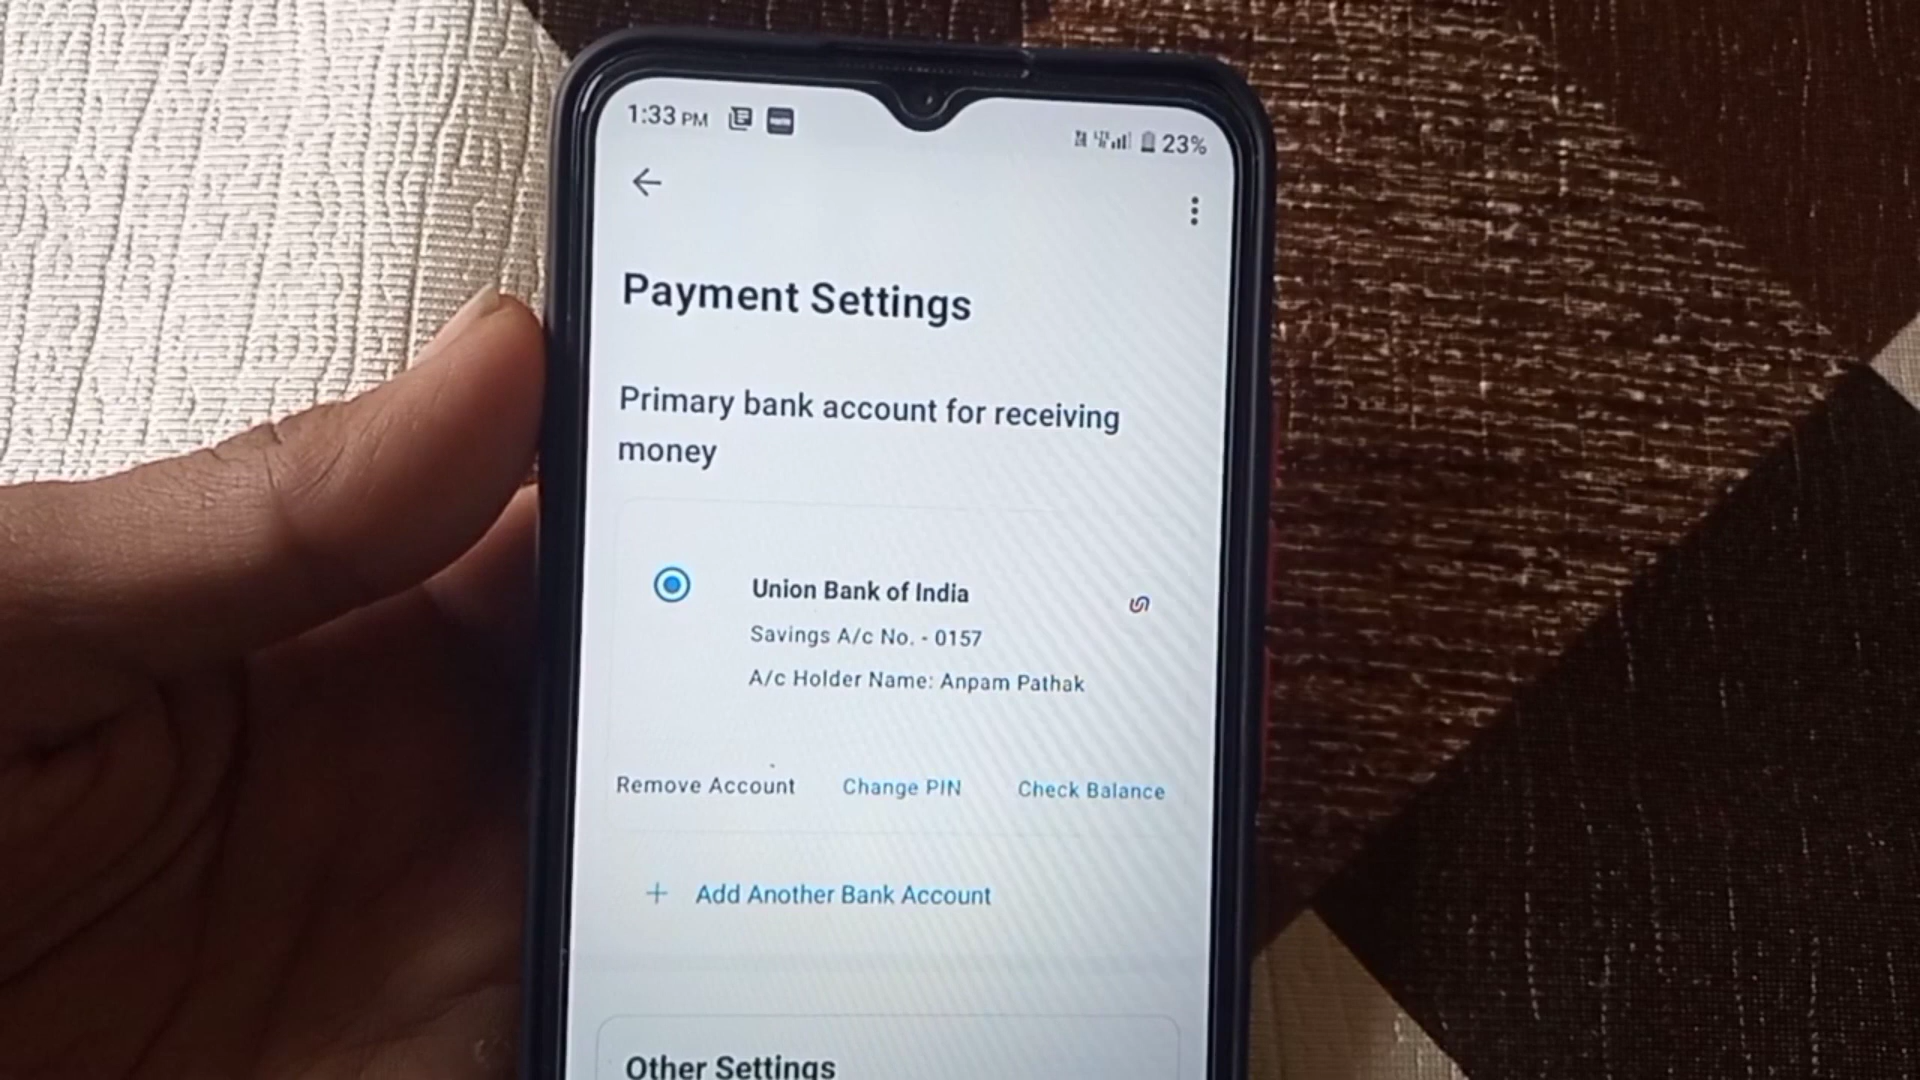 1:33 PM
23%
Payment Settings
Primary bank account for receiving
money
Union Bank of India
Savings A/c No. - 0157
A/c Holder Name: Anpam Pathak
Remove Account Change PIN Check Balance
+ Add Another Bank Account
Other Settings